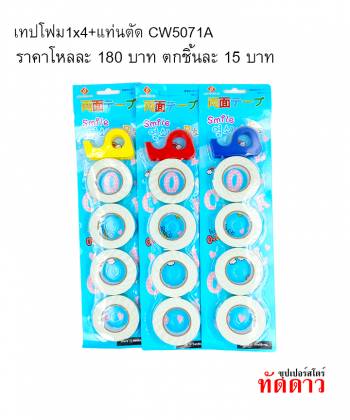 เทปโฟม1x4+แท่นตัด CW5071A
ราคาโหลละ 180 บาท ตกชิ้นละ 15 บาท
両面テープ 両面テープ 両面テープ
Smile Smile Smile
ซุปเปอร์สโตร์
ทัดดาว